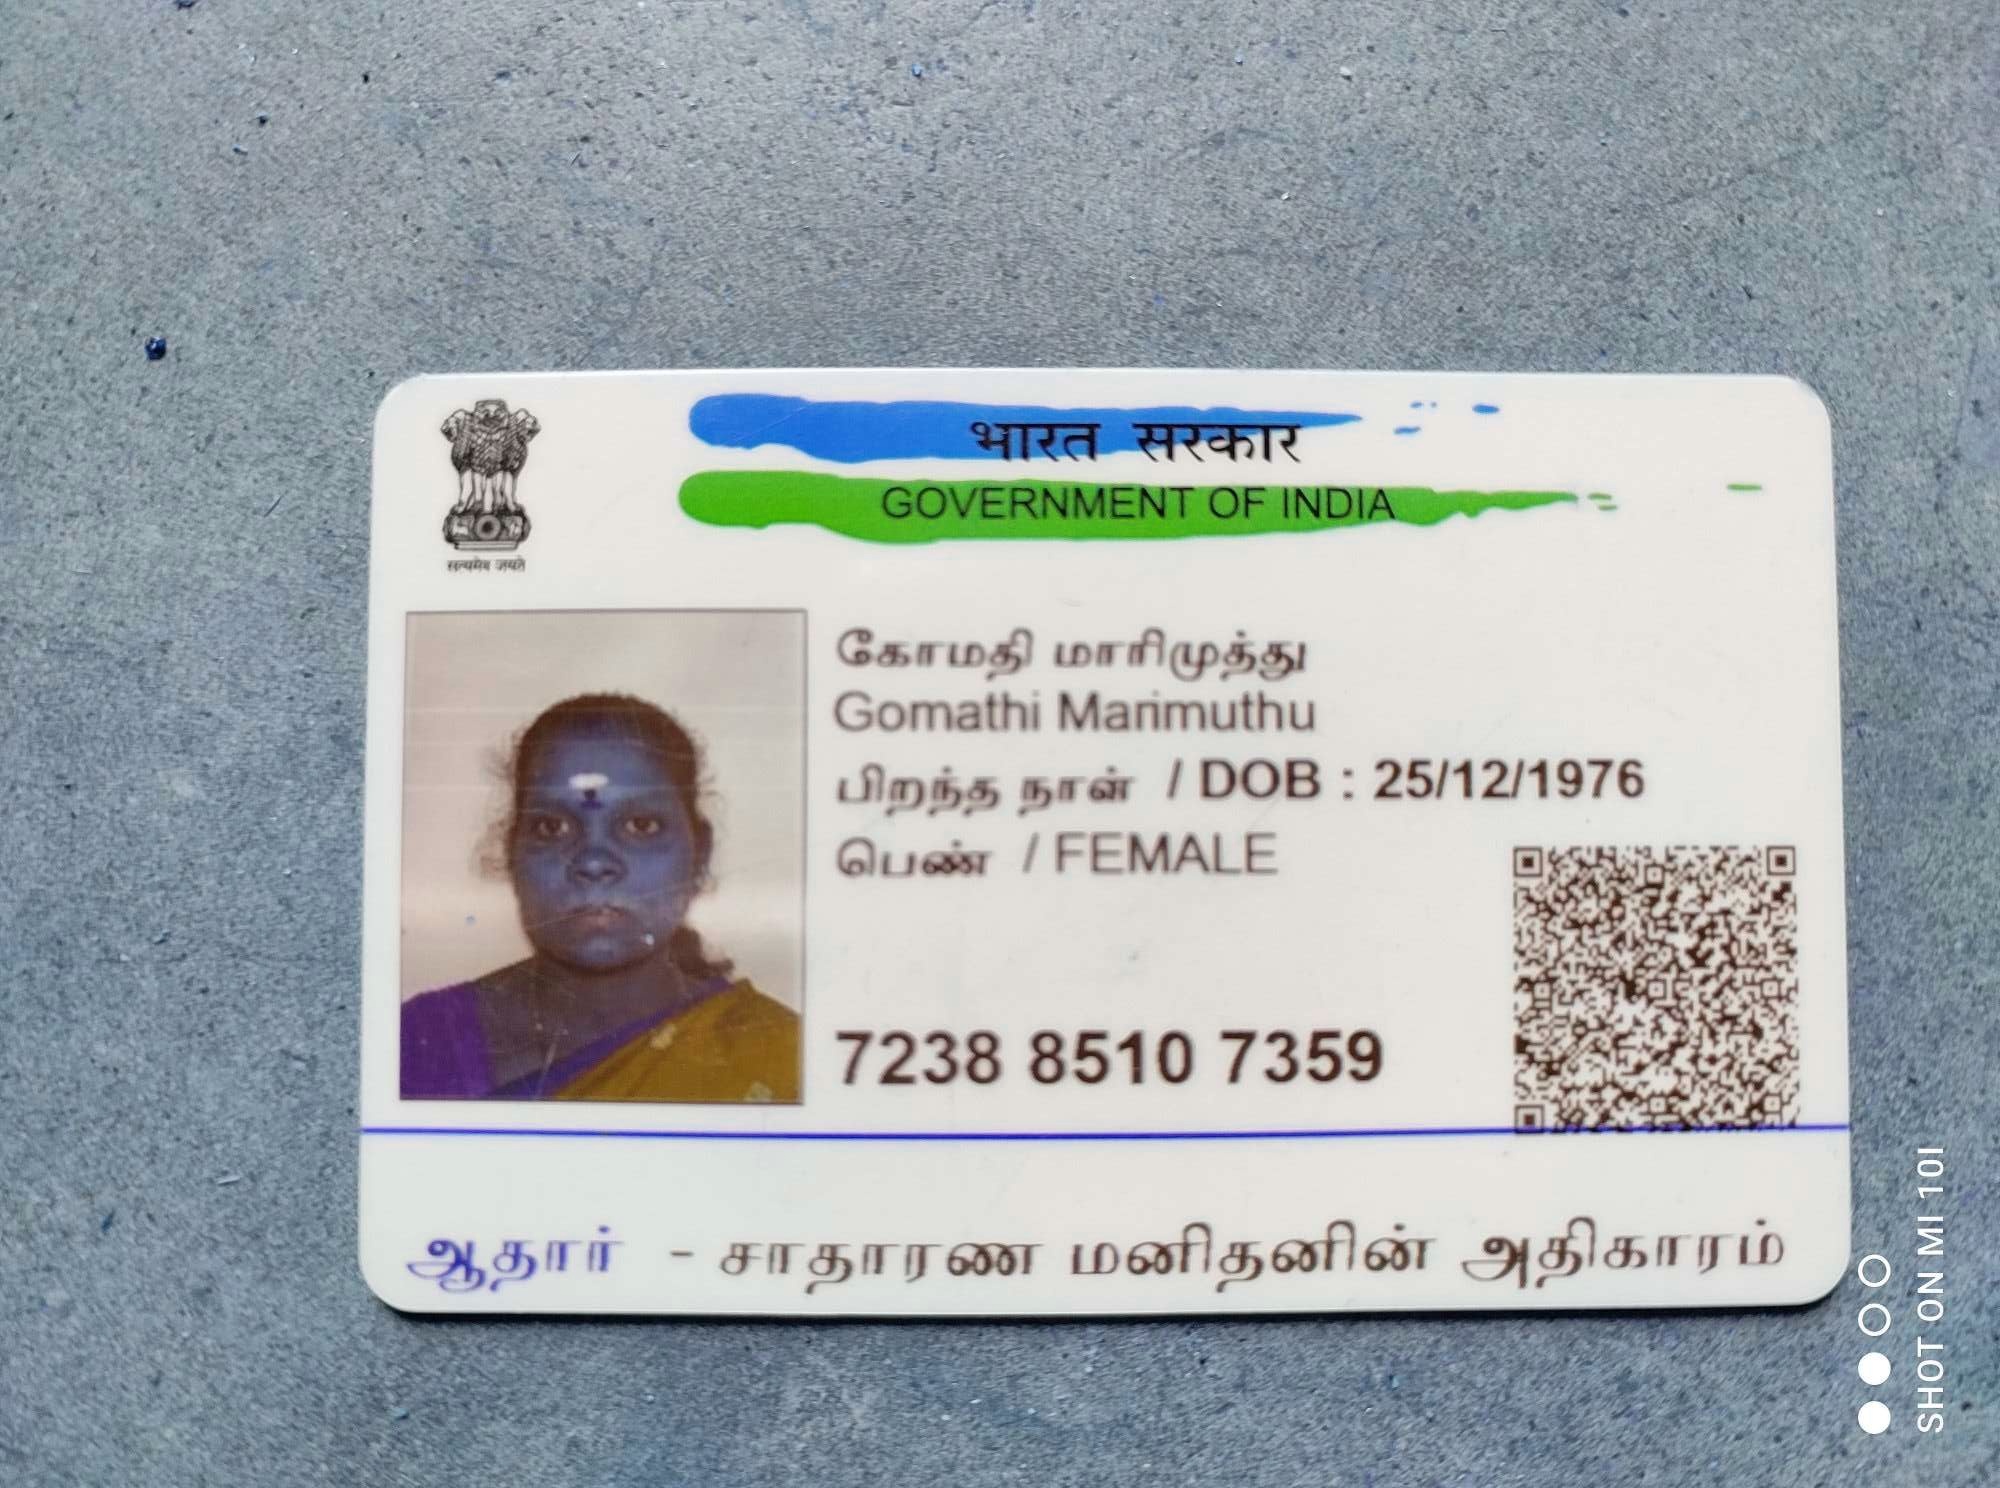 भारत सरकार
GOVERNMENT OF INDIA
सत्यमेव जयते
கோமதி மாரிமுத்து
Gomathi Marimuthu
பிறந்த நாள் / DOB : 25/12/1976
பெண் / FEMALE
7238 8510 7359
ஆதார் - சாதாரண மனிதனின் அதிகாரம்
SHOT ON MI 10I